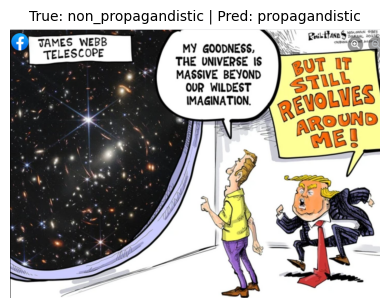 True: non_propagandistic | Pred: propagandistic
JAMES WEBB
TELESCOPE
MY GOODNESS,
THE UNIVERSE IS
MASSIVE BEYOND
OUR WILDEST
IMAGINATION.
BUT IT
STILL
REVOLVES
AROUND
ME!